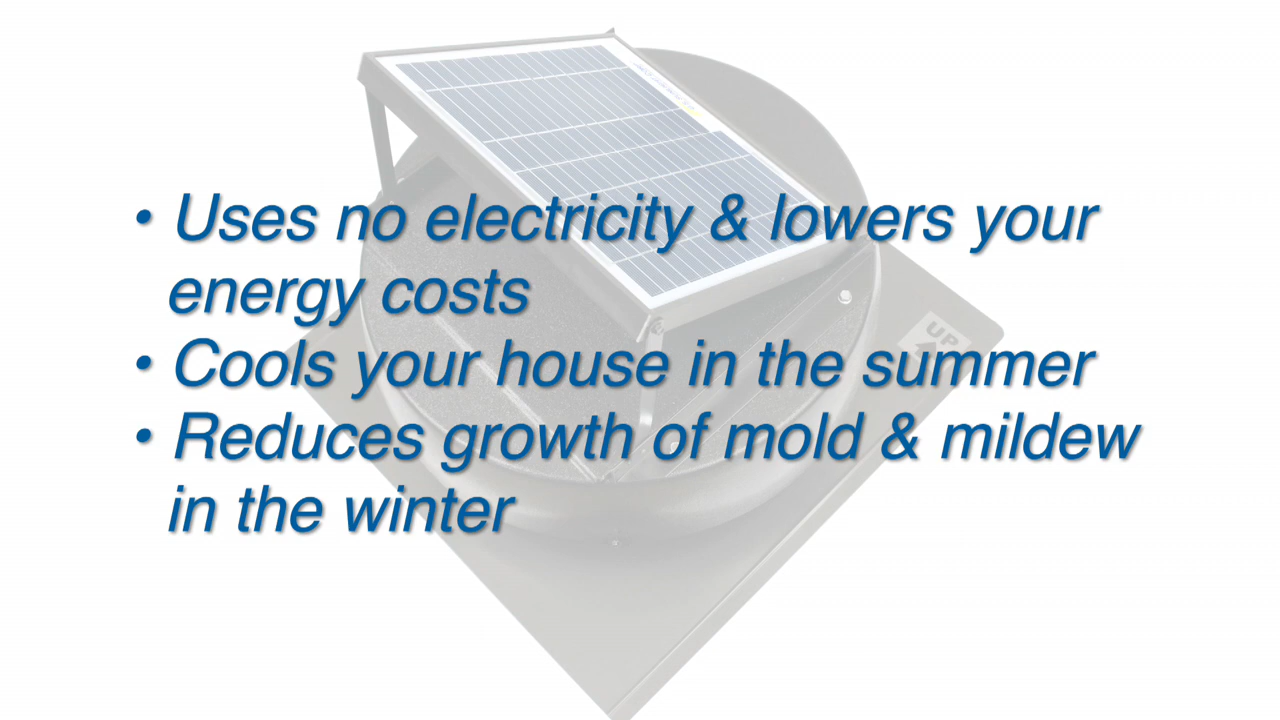 • Uses no electricity & lowers your
energy costs
• Cools your house in the summer
• Reduces growth of mold & mildew
in the winter
UP